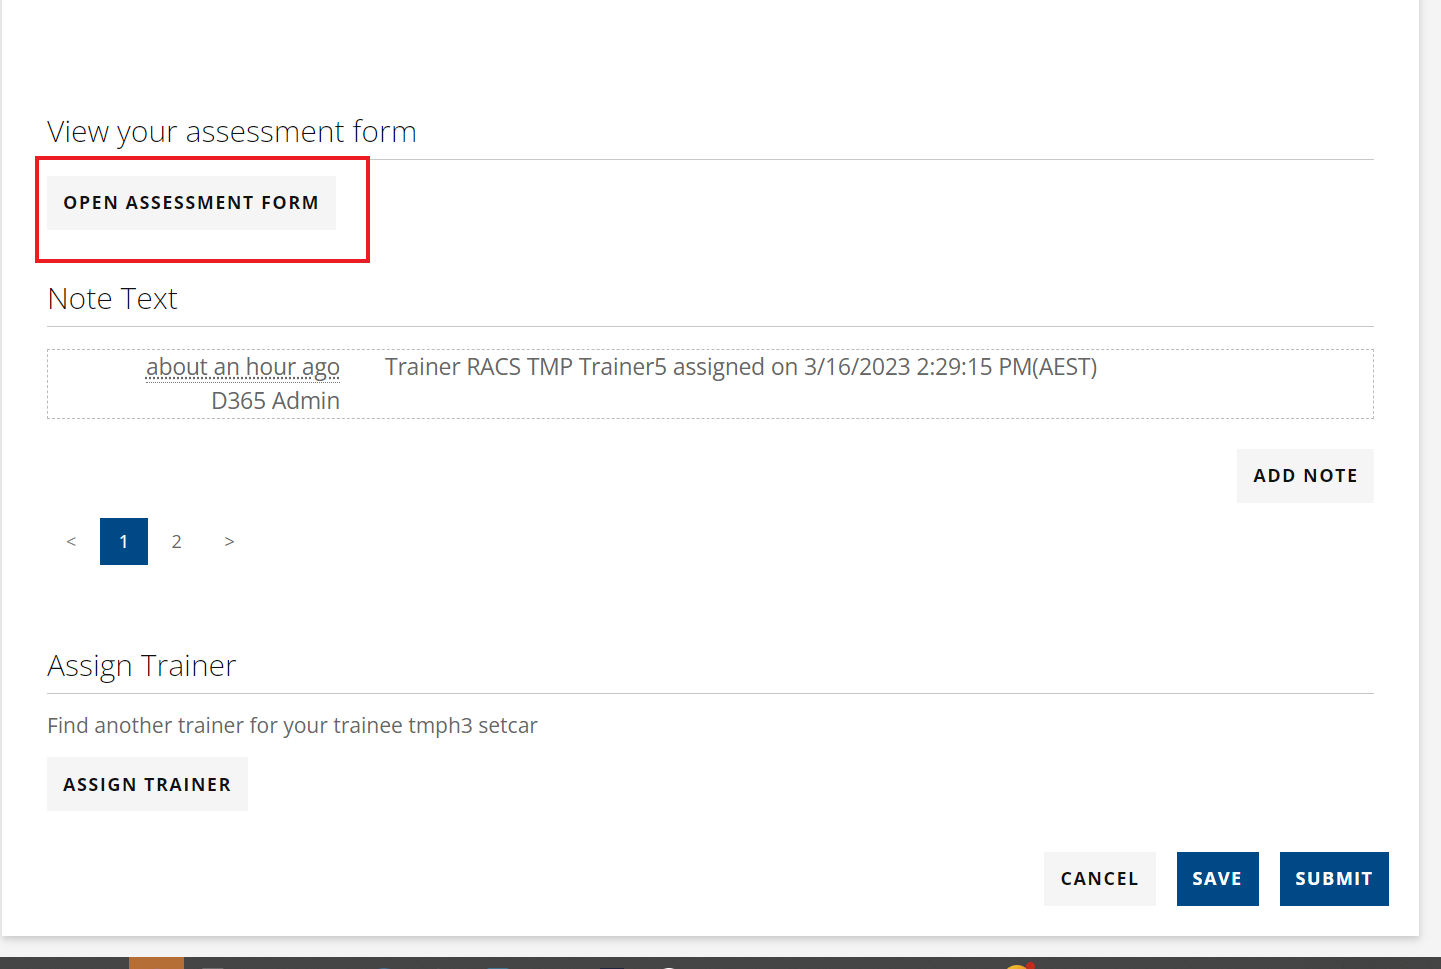 View your assessment form
OPEN ASSESSMENT FORM
Note Text
about an hour ago
D365 Admin
Trainer RACS TMP Trainer5 assigned on 3/16/2023 2:29:15 PM(AEST)
ADD NOTE
< 1 2 >
Assign Trainer
Find another trainer for your trainee tmph3 setcar
ASSIGN TRAINER
CANCEL SAVE SUBMIT